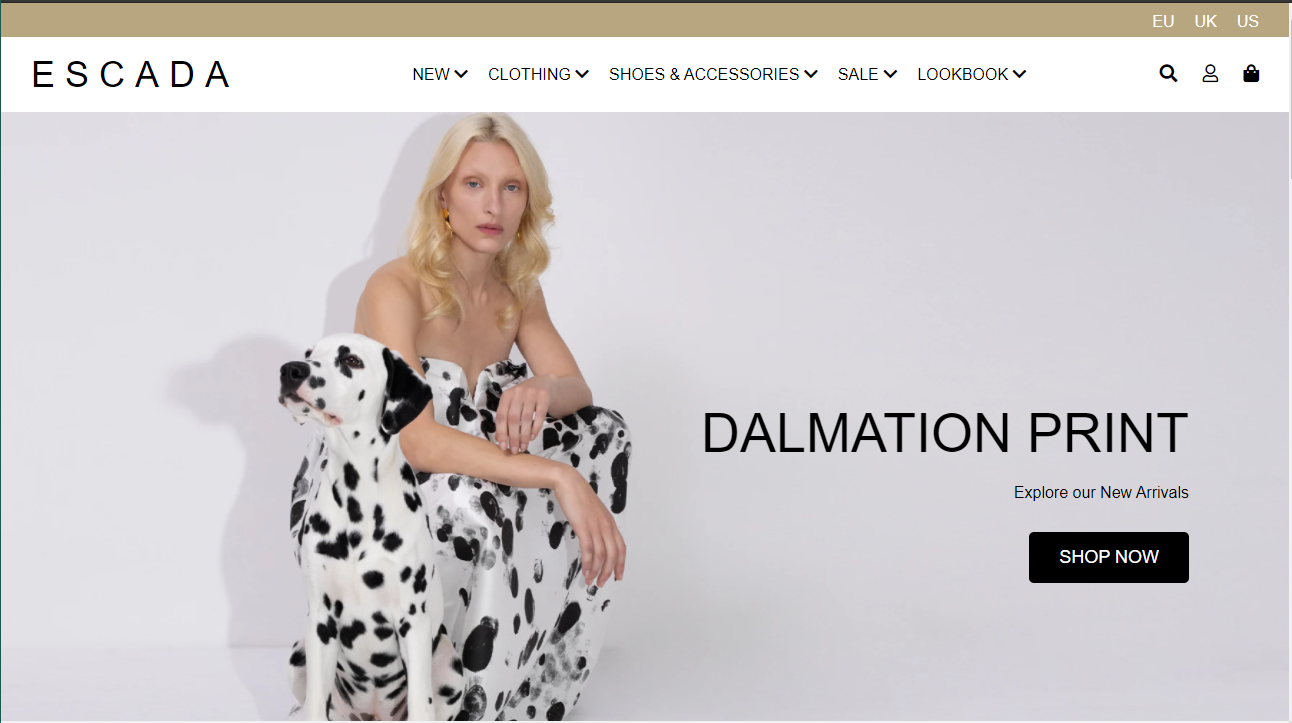 EU UK US
ESCADA NEW CLOTHING SHOES & ACCESSORIES SALE LOOKBOOK
DALMATION PRINT
Explore our New Arrivals
SHOP NOW